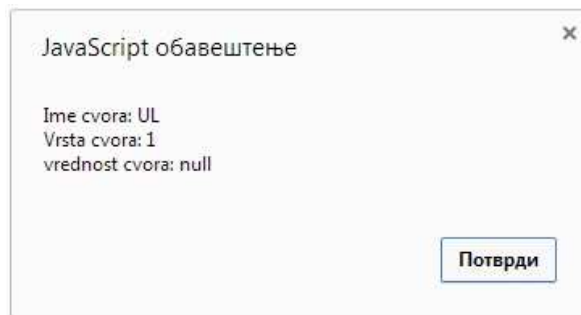 JavaScript обавештење
Ime cvora: UL
Vrsta cvora: 1
vrednost cvora: null
Потврди